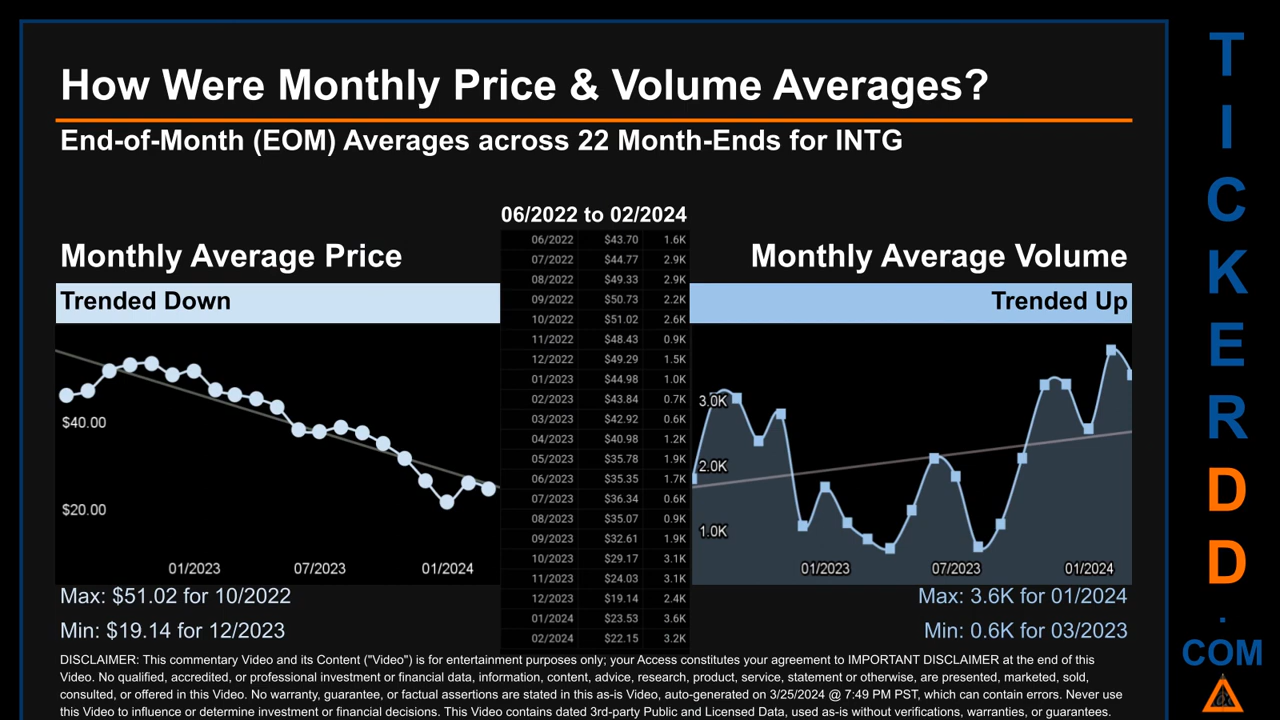 How Were Monthly Price & Volume Averages?
End-of-Month (EOM) Averages across 22 Month-Ends for INTG
06/2022 to 02/2024
Monthly Average Price
Trended Down
$40.00
$20.00
01/2023 07/2023 01/2024
Max: $51.02 for 10/2022
Min: $19.14 for 12/2023
06/2022 $43.70 1.6K
07/2022 $44.77 2.9K
08/2022 $49.33 2.9K
09/2022 $50.73 2.2K
10/2022 $51.02 2.6K
11/2022 $48.43 0.9K
12/2022 $49.29 1.5K
01/2023 $44.98 1.0K
02/2023 $43.84 0.7K
03/2023 $42.92 0.6K
04/2023 $40.98 1.2K
05/2023 $35.78 1.9K
06/2023 $35.35 1.7K
07/2023 $36.34 0.6K
08/2023 $35.07 0.9K
09/2023 $32.61 1.9K
10/2023 $29.17 3.1K
11/2023 $24.03 3.1K
12/2023 $19.14 2.4K
01/2024 $23.53 3.6K
02/2024 $22.15 3.2K
Monthly Average Volume
Trended Up
3.0K
2.0K
1.0K
01/2023 07/2023 01/2024
Max: 3.6K for 01/2024
Min: 0.6K for 03/2023
DISCLAIMER: This commentary Video and its Content ("Video") is for entertainment purposes only; your Access constitutes your agreement to IMPORTANT DISCLAIMER at the end of this
Video. No qualified, accredited, or professional investment or financial data, information, content, advice, research, product, service, statement or otherwise, are presented, marketed, sold,
consulted, or offered in this Video. No warranty, guarantee, or factual assertions are stated in this as-is Video, auto-generated on 3/25/2024 @ 7:49 PM PST, which can contain errors. Never use
this Video to influence or determine investment or financial decisions. This Video contains dated 3rd-party Public and Licensed Data, used as-is without verifications, warranties, or guarantees.
T
I
C
K
E
R
D
D
.
COM